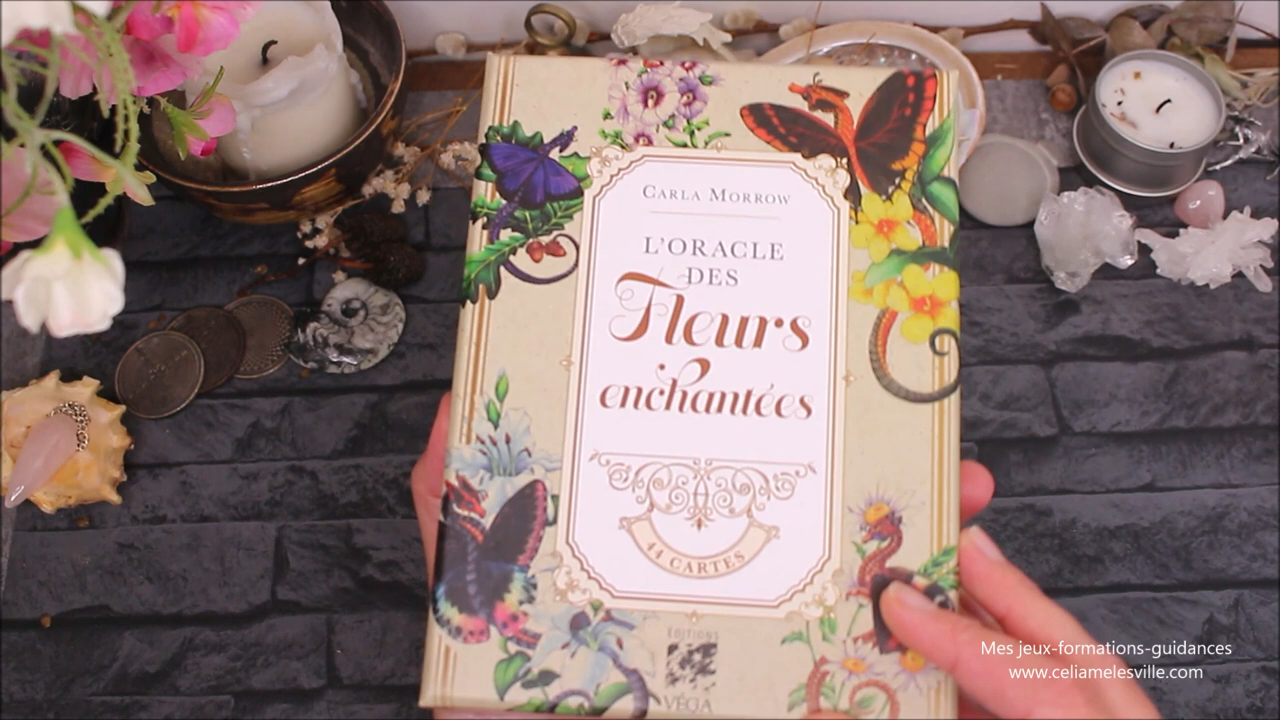 CARLA MORROW
L'ORACLE
DES
Fleurs
enchantées
44 CARTES
ÉDITIONS
VÉGA
Mes jeux-formations-guidances
www.celiamelesville.com